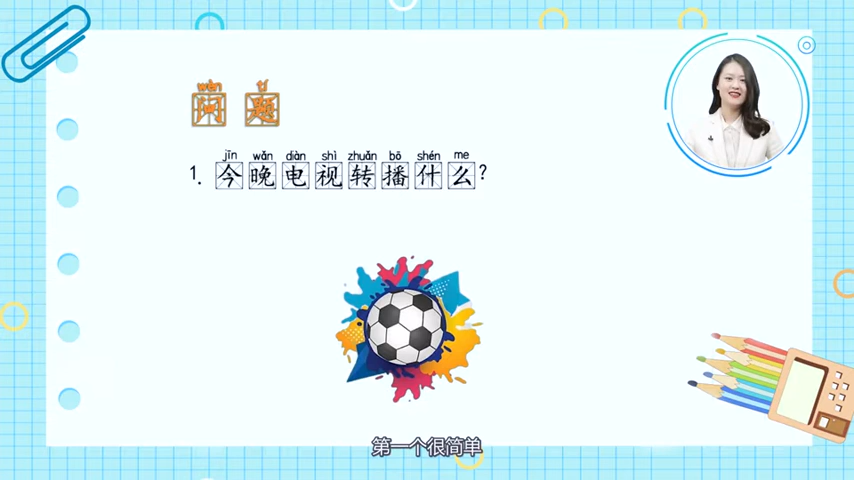 wèn tí
问题
jīn wǎn diàn shì zhuǎn bō shén me
1. 今晚电视转播什么?
第一个很简单